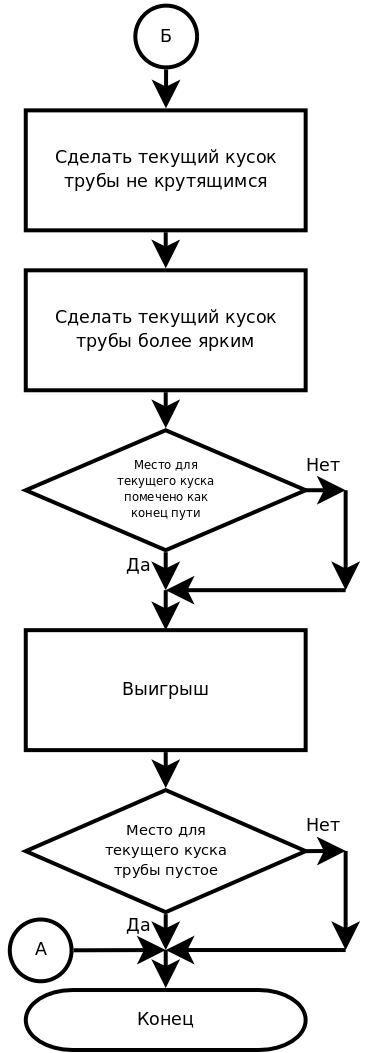 Б
Сделать текущий кусок
трубы не крутящимся
Сделать текущий кусок
трубы более ярким
Место для
текущего куска
помечено как
конец пути
Нет
Да
Выигрыш
Место для
текущего куска
трубы пустое
Нет
Да
А
Конец